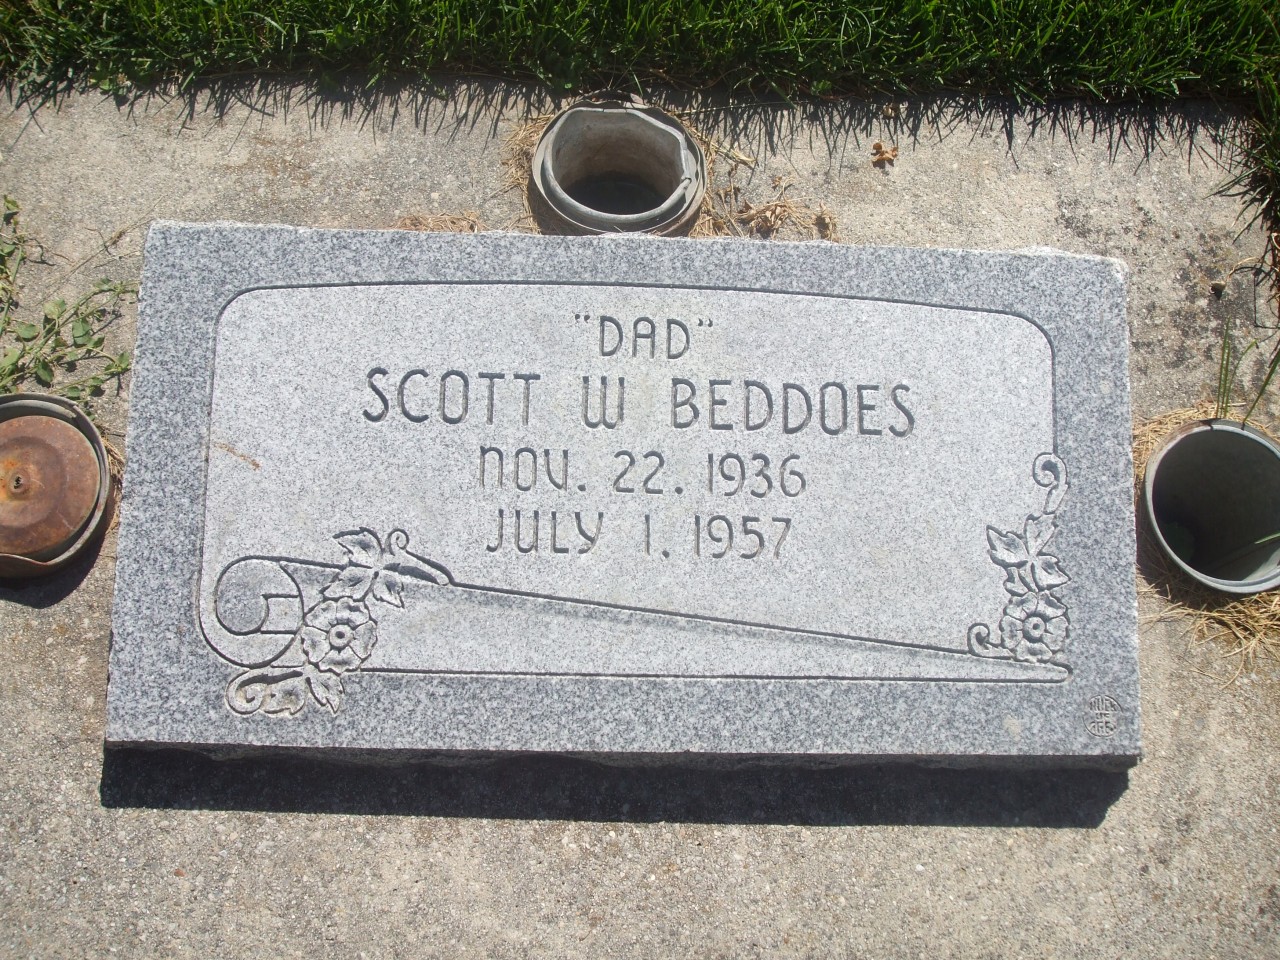 "DAD"
SCOTT W BEDDOES
NOV. 22. 1936 
JULY 1. 1957